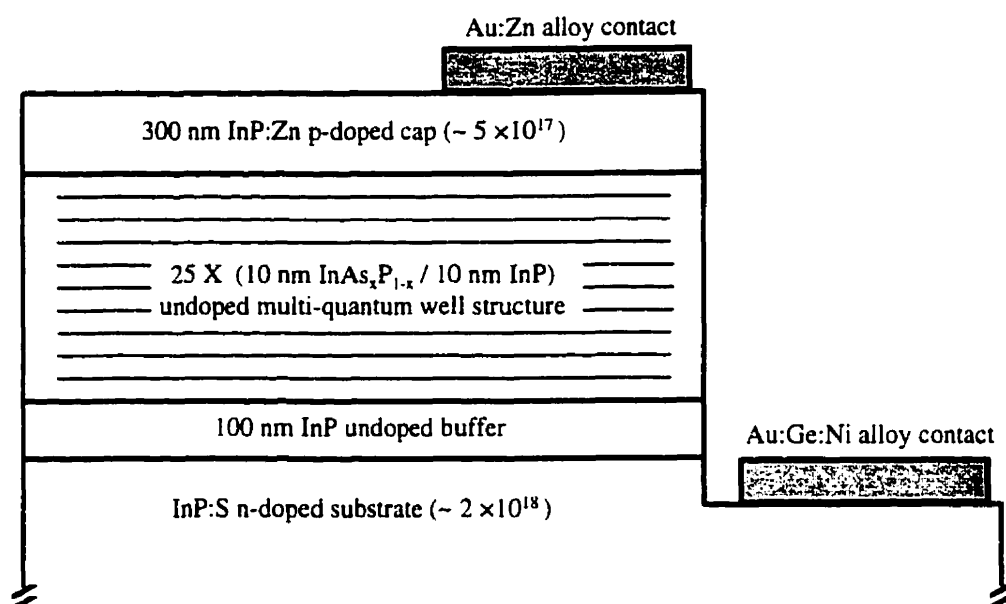 Au:Zn alloy contact
300 nm InP:Zn p-doped cap (~ 5 ×10¹⁷)
25 X (10 nm InAsₓP₁₋ₓ / 10 nm InP)
undoped multi-quantum well structure
100 nm InP undoped buffer
Au:Ge:Ni alloy contact
InP:S n-doped substrate (~ 2 ×10¹⁸)